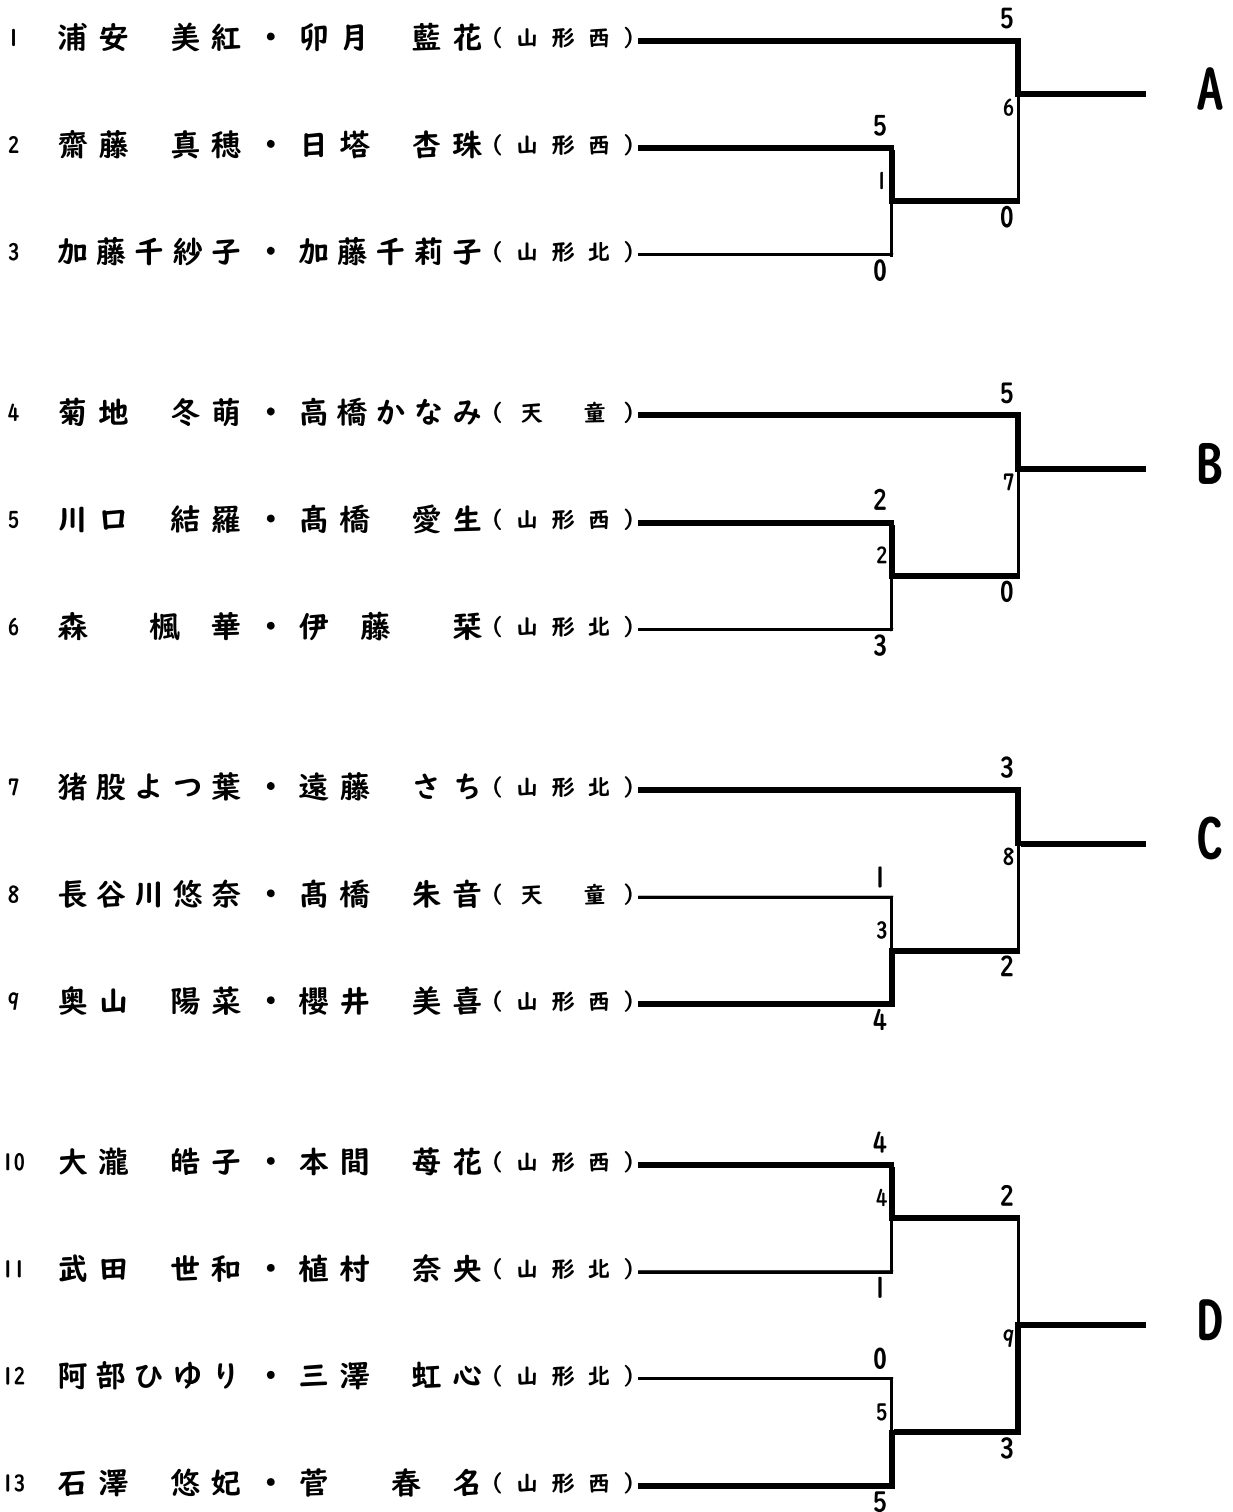 5
1 浦安 美紅・卯月 藍花（山形西）
A
6
5
2 齋藤 真穂・日塔 杏珠（山形西）
1
0
3 加藤千紗子・加藤千莉子（山形北）
0
5
4 菊地 冬萌・高橋かなみ（天 童）
B
7
2
5 川口 結羅・髙橋 愛生（山形西）
2
0
6 森 楓華・伊藤 栞（山形北）
3
3
7 猪股よつ葉・遠藤 さち（山形北）
C
8
1
8 長谷川悠奈・髙橋 朱音（天 童）
3
2
9 奥山 陽菜・櫻井 美喜（山形西）
4
4
10 大瀧 皓子・本間 苺花（山形西）
4
2
11 武田 世和・植村 奈央（山形北）
1
D
9
0
12 阿部ひゆり・三澤 虹心（山形北）
5
3
13 石澤 悠妃・菅 春名（山形西）
5